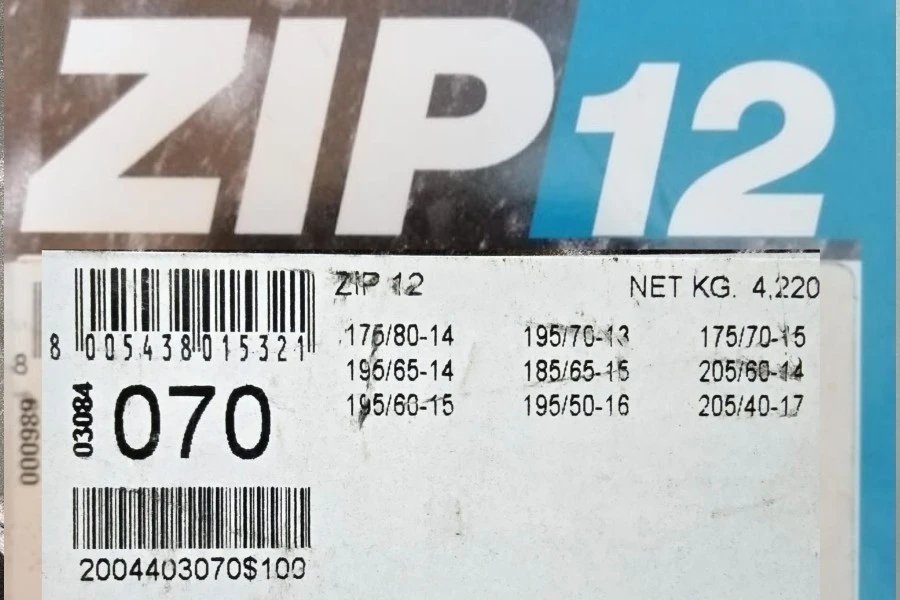 ZIP 12
ZIP 12 NET KG. 4,220
8 005438 015321
175/80-14 195/70-13 175/70-15
195/65-14 185/65-15 205/60-14
195/60-15 195/50-16 205/40-17
03084 070
2004403070$100
8
000989